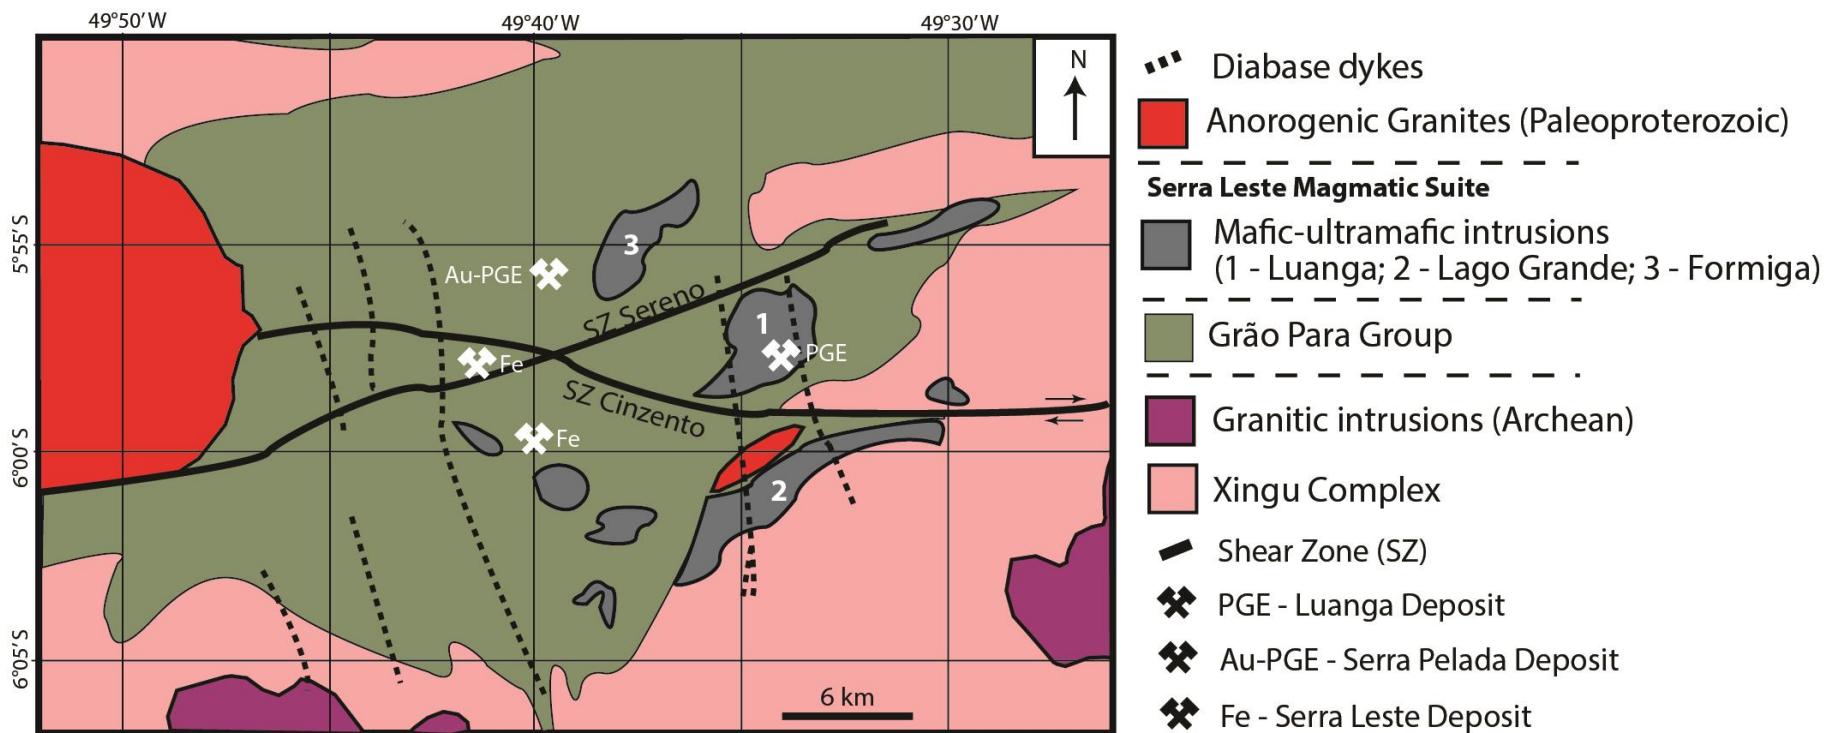 49°50'W
49°40'W
49°30'W
5°55'S
6°00'S
6°05'S
N
3
Au-PGE
SZ Sereno
1
PGE
Fe
SZ Cinzento
Fe
2
6 km
Diabase dykes
Anorogenic Granites (Paleoproterozoic)
Serra Leste Magmatic Suite
Mafic-ultramafic intrusions
(1 - Luanga; 2 - Lago Grande; 3 - Formiga)
Grão Para Group
Granitic intrusions (Archean)
Xingu Complex
Shear Zone (SZ)
PGE - Luanga Deposit
Au-PGE - Serra Pelada Deposit
Fe - Serra Leste Deposit